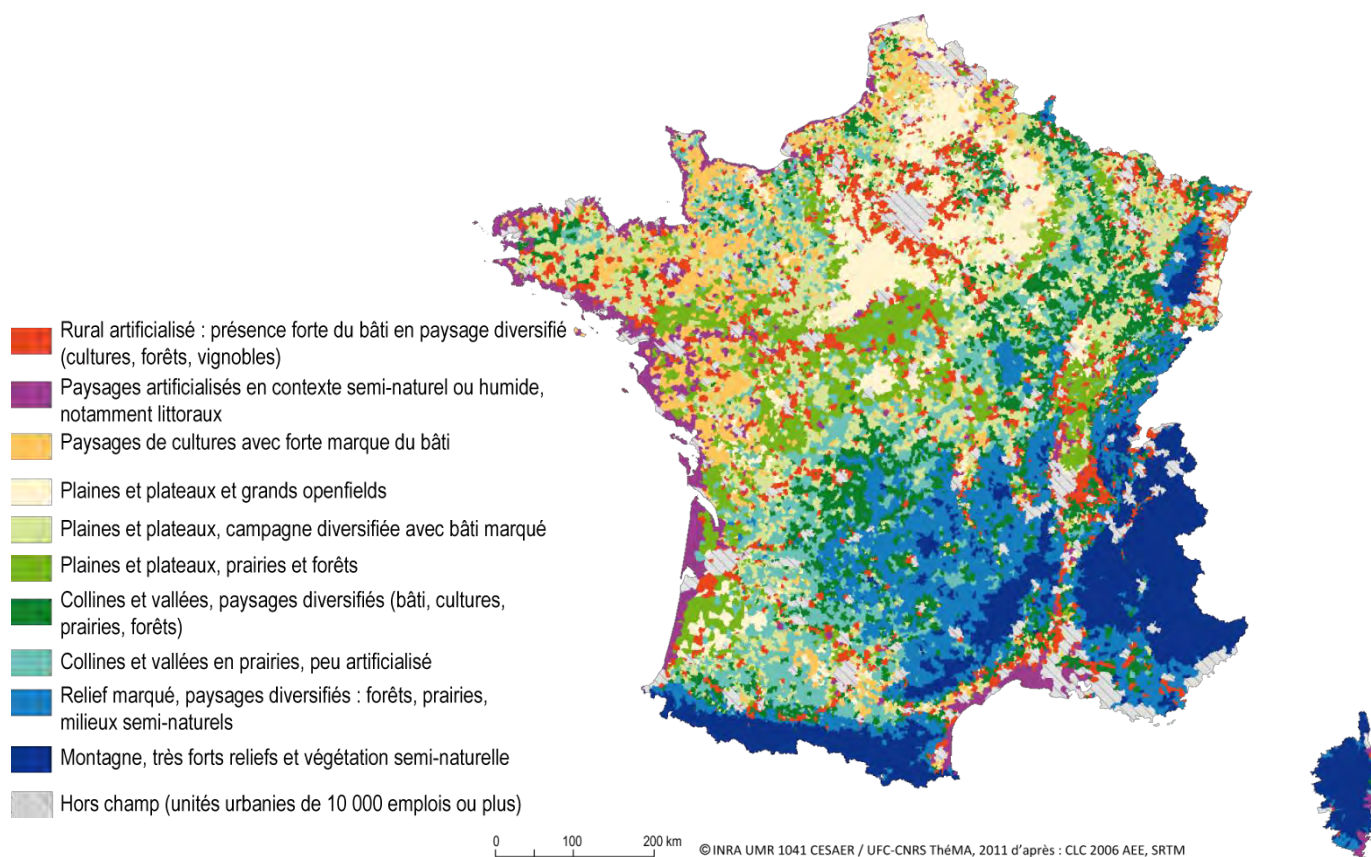 Rural artificialisé : présence forte du bâti en paysage diversifié
(cultures, forêts, vignobles)
Paysages artificialisés en contexte semi-naturel ou humide,
notamment littoraux
Paysages de cultures avec forte marque du bâti
Plaines et plateaux et grands openfields
Plaines et plateaux, campagne diversifiée avec bâti marqué
Plaines et plateaux, prairies et forêts
Collines et vallées, paysages diversifiés (bâti, cultures,
prairies, forêts)
Collines et vallées en prairies, peu artificialisé
Relief marqué, paysages diversifiés : forêts, prairies,
milieux semi-naturels
Montagne, très forts reliefs et végétation semi-naturelle
Hors champ (unités urbanies de 10 000 emplois ou plus)
0 100 200 km
©INRA UMR 1041 CESAER / UFC-CNRS ThéMA, 2011 d'après : CLC 2006 AEE, SRTM